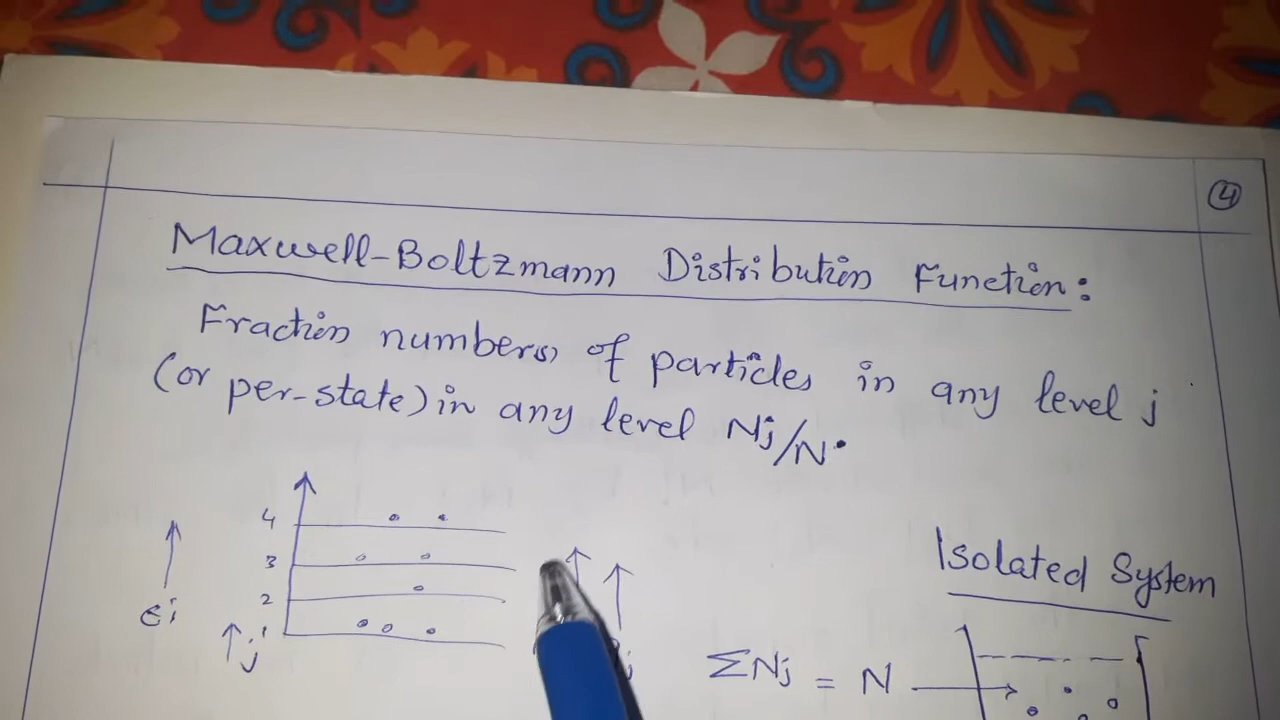 4
Maxwell-Boltzmann Distribution Function:
Fraction numbers of particles in any level j
(or per-state) in any level Nj/N.
4
3
2
1
↑j
↑
Isolated System
ΣNj = N